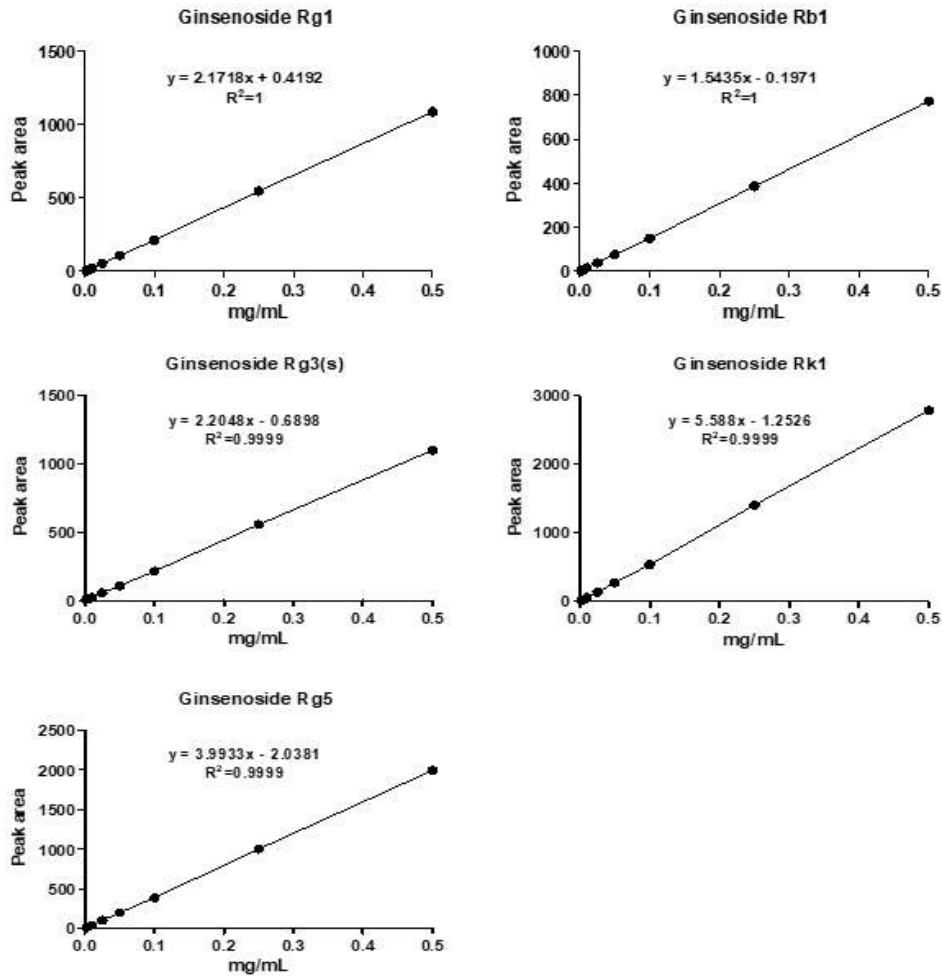 Ginsenoside Rg1
1500
1000
500
0
Peak area
y = 2.1718x + 0.4192
R²=1
0.0 0.1 0.2 0.3 0.4 0.5
mg/mL
Ginsenoside Rb1
1000
800
600
400
200
0
Peak area
y = 1.5435x - 0.1971
R²=1
0.0 0.1 0.2 0.3 0.4 0.5
mg/mL
Ginsenoside Rg3(s)
1500
1000
500
0
Peak area
y = 2.2048x - 0.6898
R²=0.9999
0.0 0.1 0.2 0.3 0.4 0.5
mg/mL
Ginsenoside Rk1
3000
2000
1000
0
Peak area
y = 5.588x - 1.2526
R²=0.9999
0.0 0.1 0.2 0.3 0.4 0.5
mg/mL
Ginsenoside Rg5
2500
2000
1500
1000
500
0
Peak area
y = 3.9933x - 2.0381
R²=0.9999
0.0 0.1 0.2 0.3 0.4 0.5
mg/mL